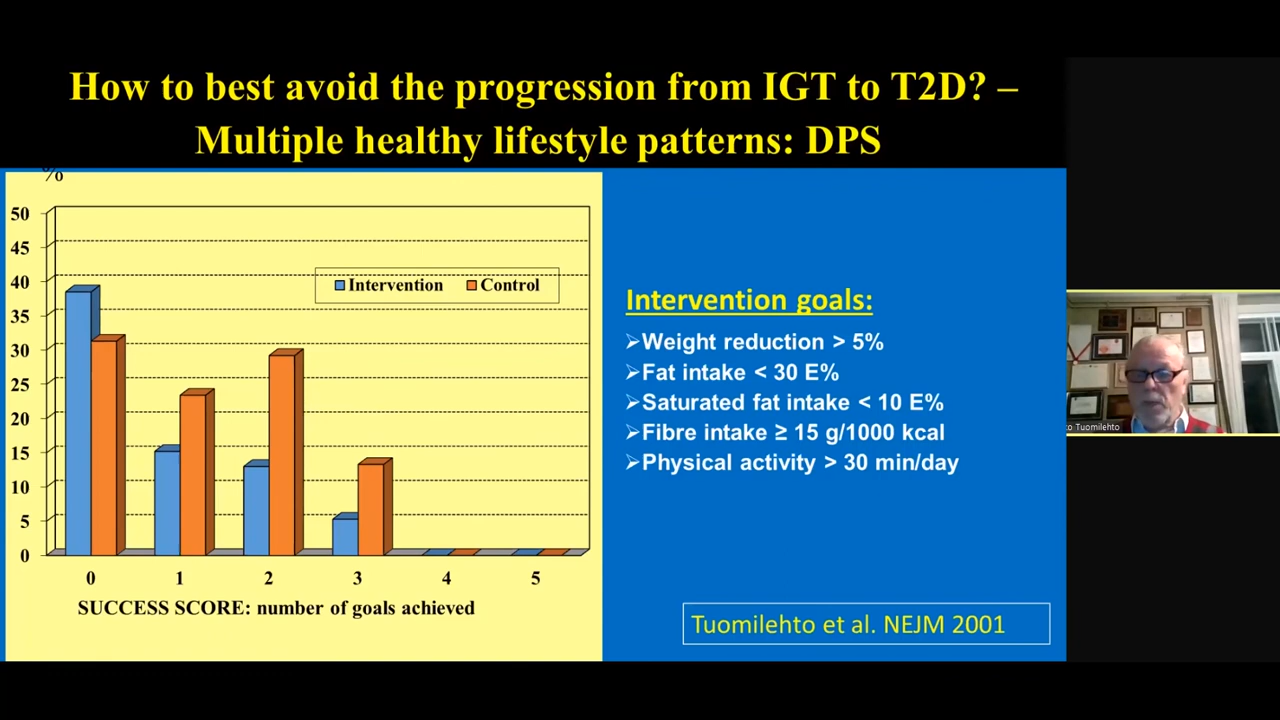 How to best avoid the progression from IGT to T2D? –
Multiple healthy lifestyle patterns: DPS
%
50
45
40
35
30
25
20
15
10
5
0
Intervention
Control
0 1 2 3 4 5
SUCCESS SCORE: number of goals achieved
Intervention goals:
➢Weight reduction > 5%
➢Fat intake < 30 E%
➢Saturated fat intake < 10 E%
➢Fibre intake ≥ 15 g/1000 kcal
➢Physical activity > 30 min/day
Tuomilehto et al. NEJM 2001
Tuomilehto